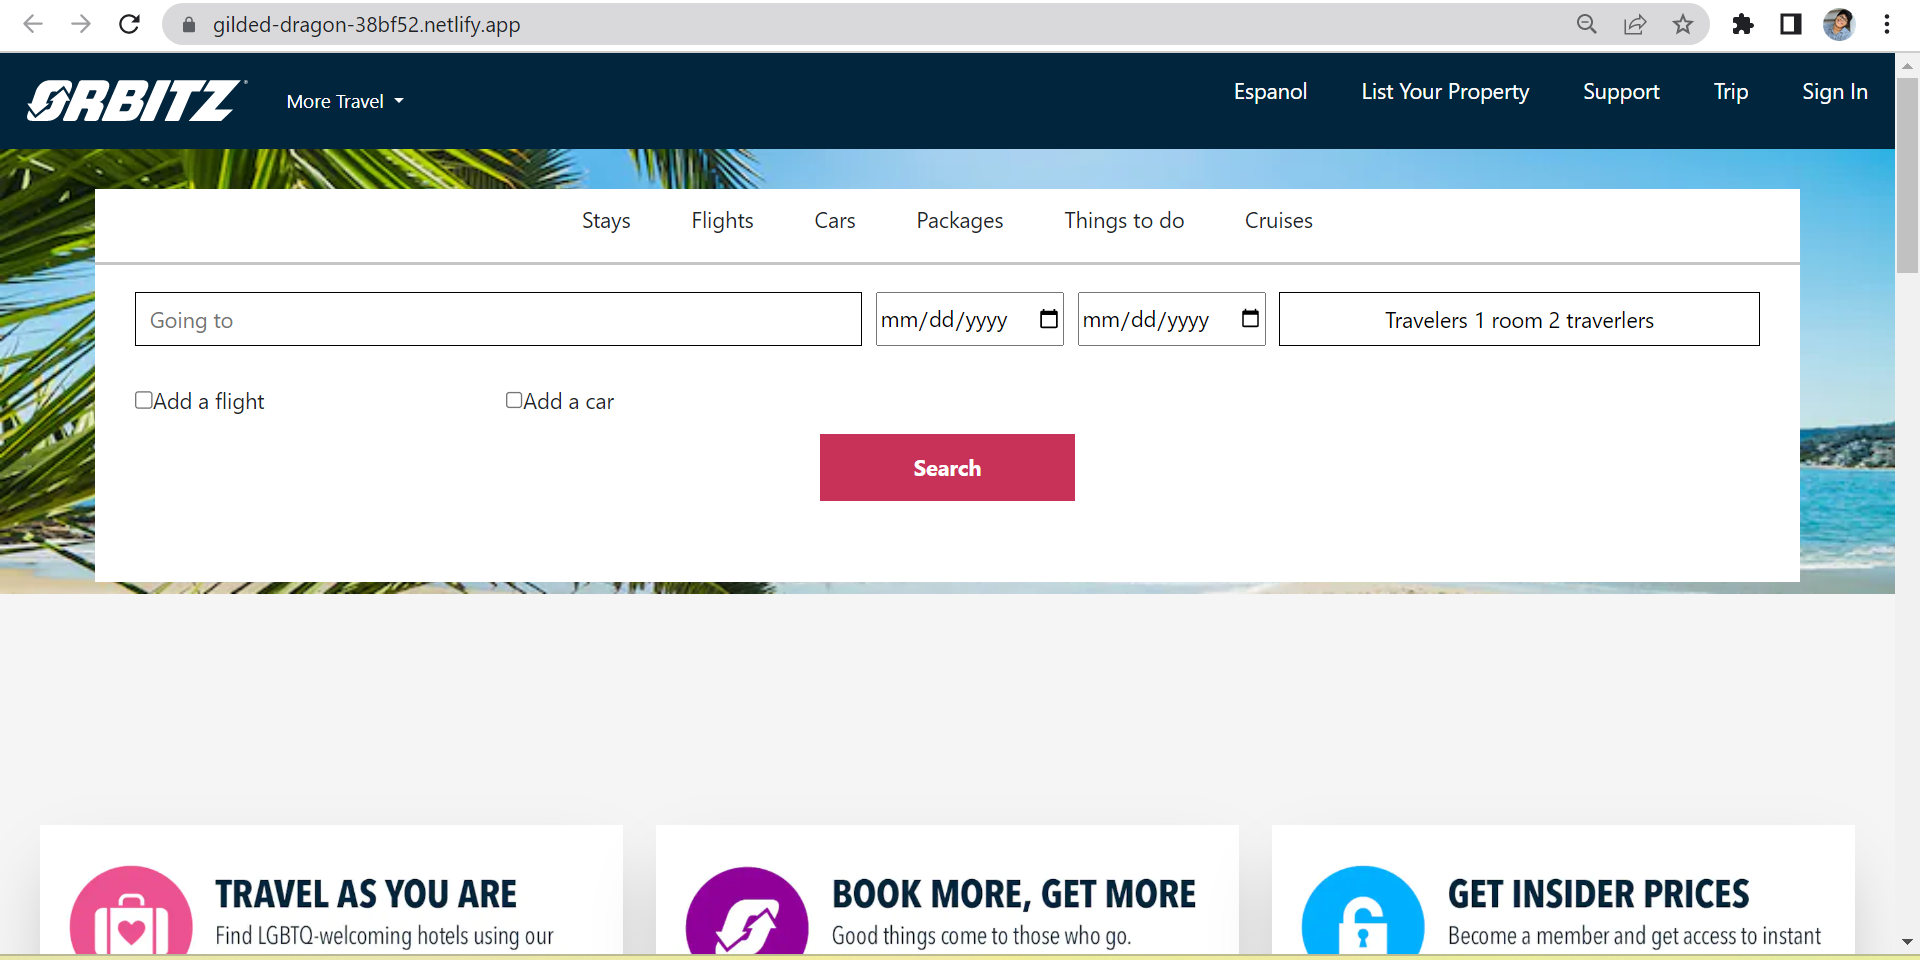 gilded-dragon-38bf52.netlify.app
ORBITZ
More Travel
Espanol List Your Property Support Trip Sign In
Stays Flights Cars Packages Things to do Cruises
Going to mm/dd/yyyy mm/dd/yyyy Travelers 1 room 2 traverlers
Add a flight Add a car
Search
TRAVEL AS YOU ARE
Find LGBTQ-welcoming hotels using our
BOOK MORE, GET MORE
Good things come to those who go.
GET INSIDER PRICES
Become a member and get access to instant